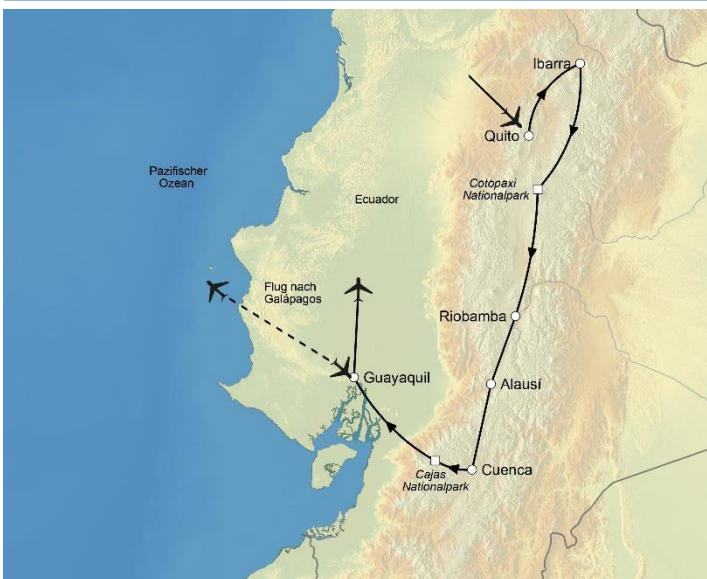 Ibarra
Quito
Pazifischer
Ozean
Cotopaxi
Nationalpark
Ecuador
Flug nach
Galápagos
Riobamba
Guayaquil
Alausí
Cuenca
Cajas
Nationalpark